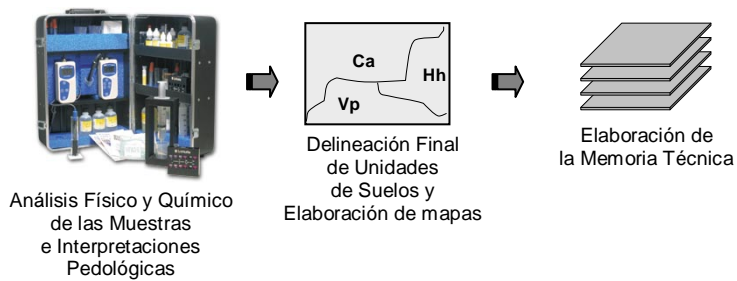 Análisis Físico y Químico
de las Muestras
e Interpretaciones
Pedológicas
Ca
Hh
Vp
Delineación Final
de Unidades
de Suelos y
Elaboración de mapas
Elaboración de
la Memoria Técnica